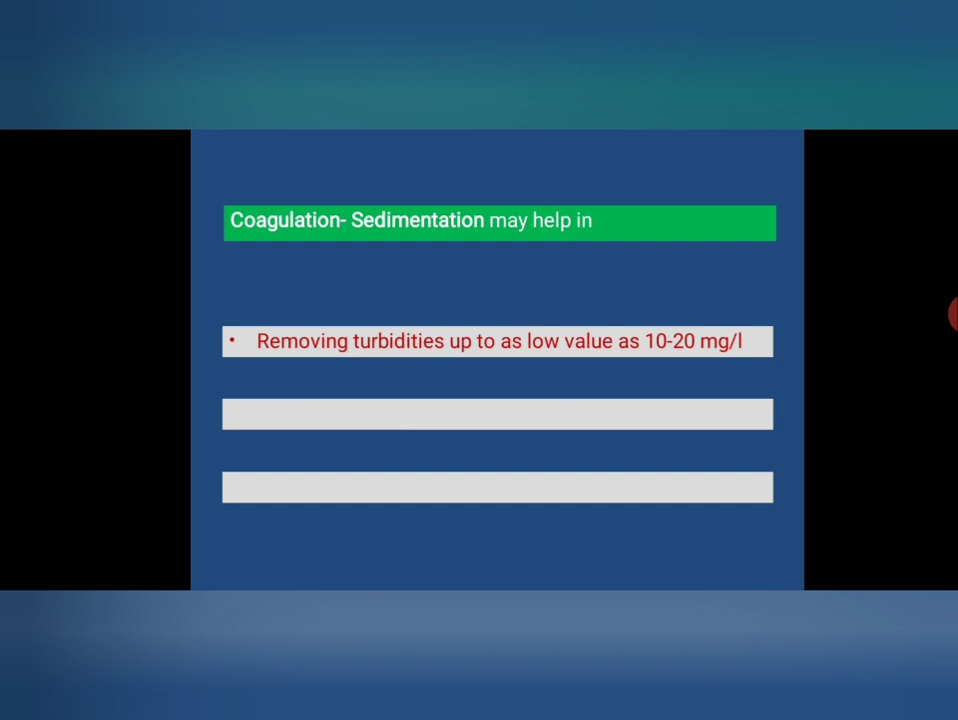 Coagulation- Sedimentation may help in
• Removing turbidities up to as low value as 10-20 mg/l